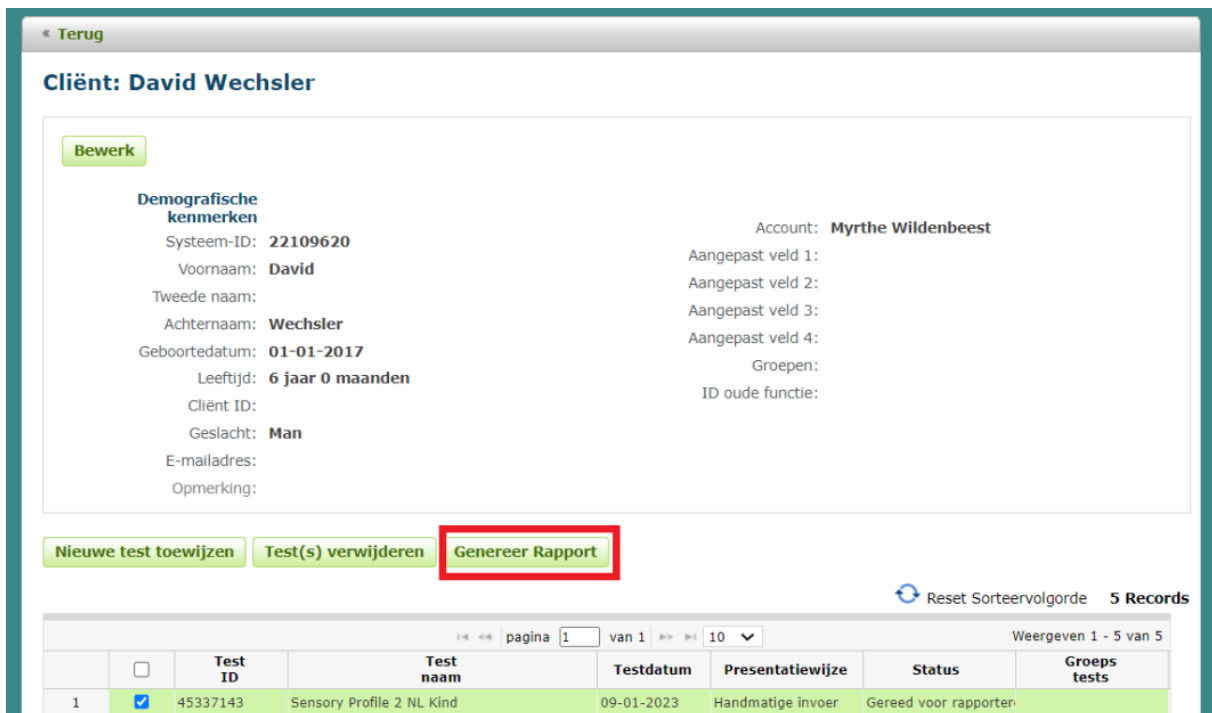 « Terug
Cliënt: David Wechsler
Bewerk
Demografische
kenmerken
Systeem-ID: 22109620
Voornaam: David
Tweede naam:
Achternaam: Wechsler
Geboortedatum: 01-01-2017
Leeftijd: 6 jaar 0 maanden
Cliënt ID:
Geslacht: Man
E-mailadres:
Opmerking:
Account: Myrthe Wildenbeest
Aangepast veld 1:
Aangepast veld 2:
Aangepast veld 3:
Aangepast veld 4:
Groepen:
ID oude functie:
Nieuwe test toewijzen Test(s) verwijderen Genereer Rapport
Reset Sorteervolgorde 5 Records
pagina 1 van 1 10 Weergeven 1 - 5 van 5
Test ID Test naam Testdatum Presentatiewijze Status Groeps tests
1 45337143 Sensory Profile 2 NL Kind 09-01-2023 Handmatige invoer Gereed voor rapporter